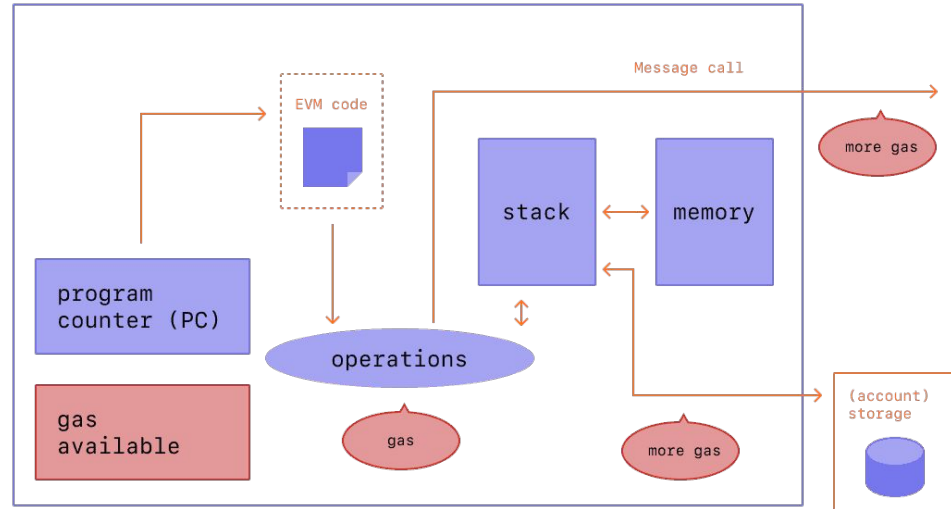 Message call
EVM code
more gas
stack
memory
program
counter (PC)
operations
(account)
storage
gas
available
gas
more gas